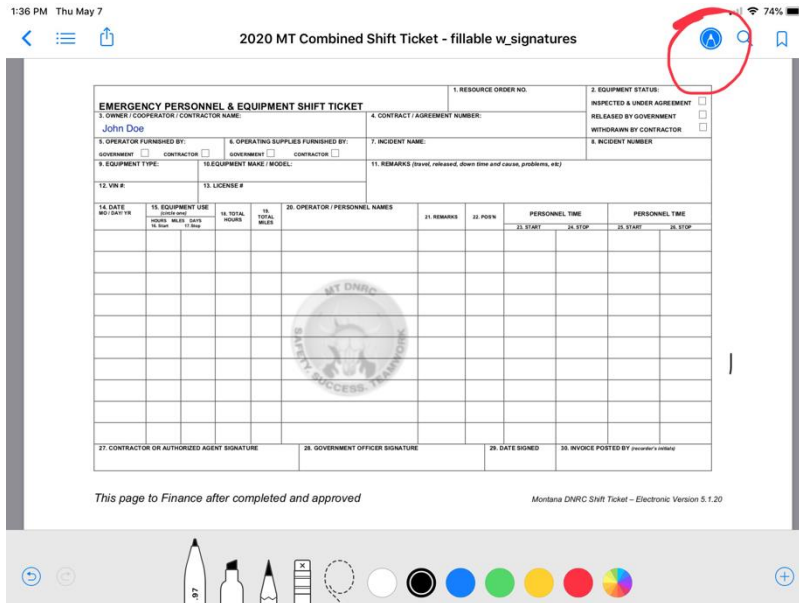 1:36 PM Thu May 7
74%
2020 MT Combined Shift Ticket - fillable w_signatures
EMERGENCY PERSONNEL & EQUIPMENT SHIFT TICKET
1. RESOURCE ORDER NO.
2. EQUIPMENT STATUS:
INSPECTED & UNDER AGREEMENT
RELEASED BY GOVERNMENT
WITHDRAWN BY CONTRACTOR
3. OWNER / COOPERATOR / CONTRACTOR NAME:
John Doe
4. CONTRACT / AGREEMENT NUMBER:
5. OPERATOR FURNISHED BY:
GOVERNMENT CONTRACTOR
6. OPERATING SUPPLIES FURNISHED BY:
GOVERNMENT CONTRACTOR
7. INCIDENT NAME:
8. INCIDENT NUMBER
9. EQUIPMENT TYPE:
10.EQUIPMENT MAKE / MODEL:
11. REMARKS (travel, released, down time and cause, problems, etc)
12. VIN #:
13. LICENSE #
14. DATE
MO / DAY/ YR
15. EQUIPMENT USE
(circle one)
HOURS MILES DAYS
16. Start 17.Stop
18. TOTAL
HOURS
19.
TOTAL
MILES
20. OPERATOR / PERSONNEL NAMES
21. REMARKS
22. POS'N
PERSONNEL TIME
23. START 24. STOP
PERSONNEL TIME
25. START 26. STOP
MT DNRC
SAFETY. SUCCESS. TEAMWORK
27. CONTRACTOR OR AUTHORIZED AGENT SIGNATURE
28. GOVERNMENT OFFICER SIGNATURE
29. DATE SIGNED
30. INVOICE POSTED BY (recorder's initials)
This page to Finance after completed and approved
Montana DNRC Shift Ticket – Electronic Version 5.1.20
.97